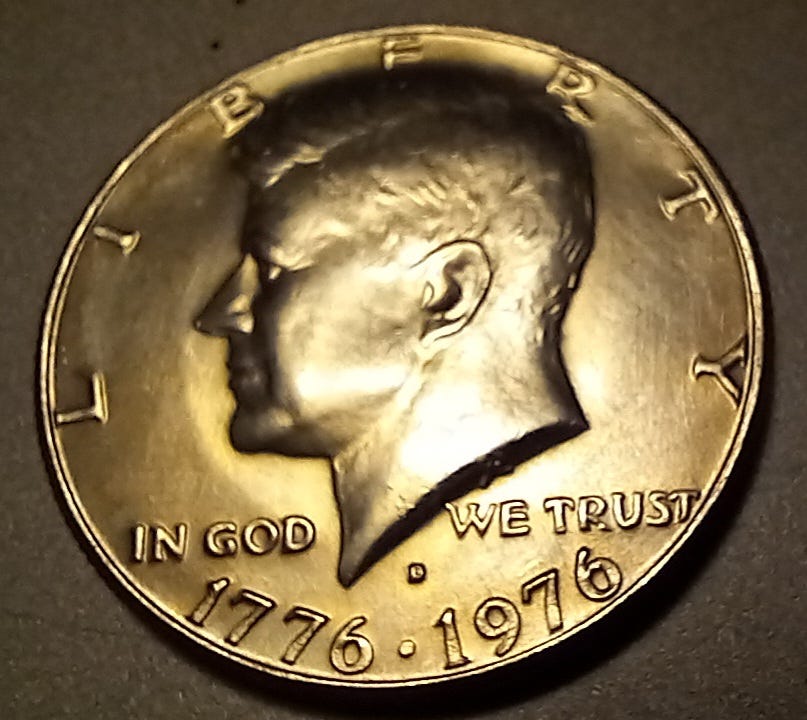 LIBERTY
IN GOD WE TRUST
D
1776 · 1976